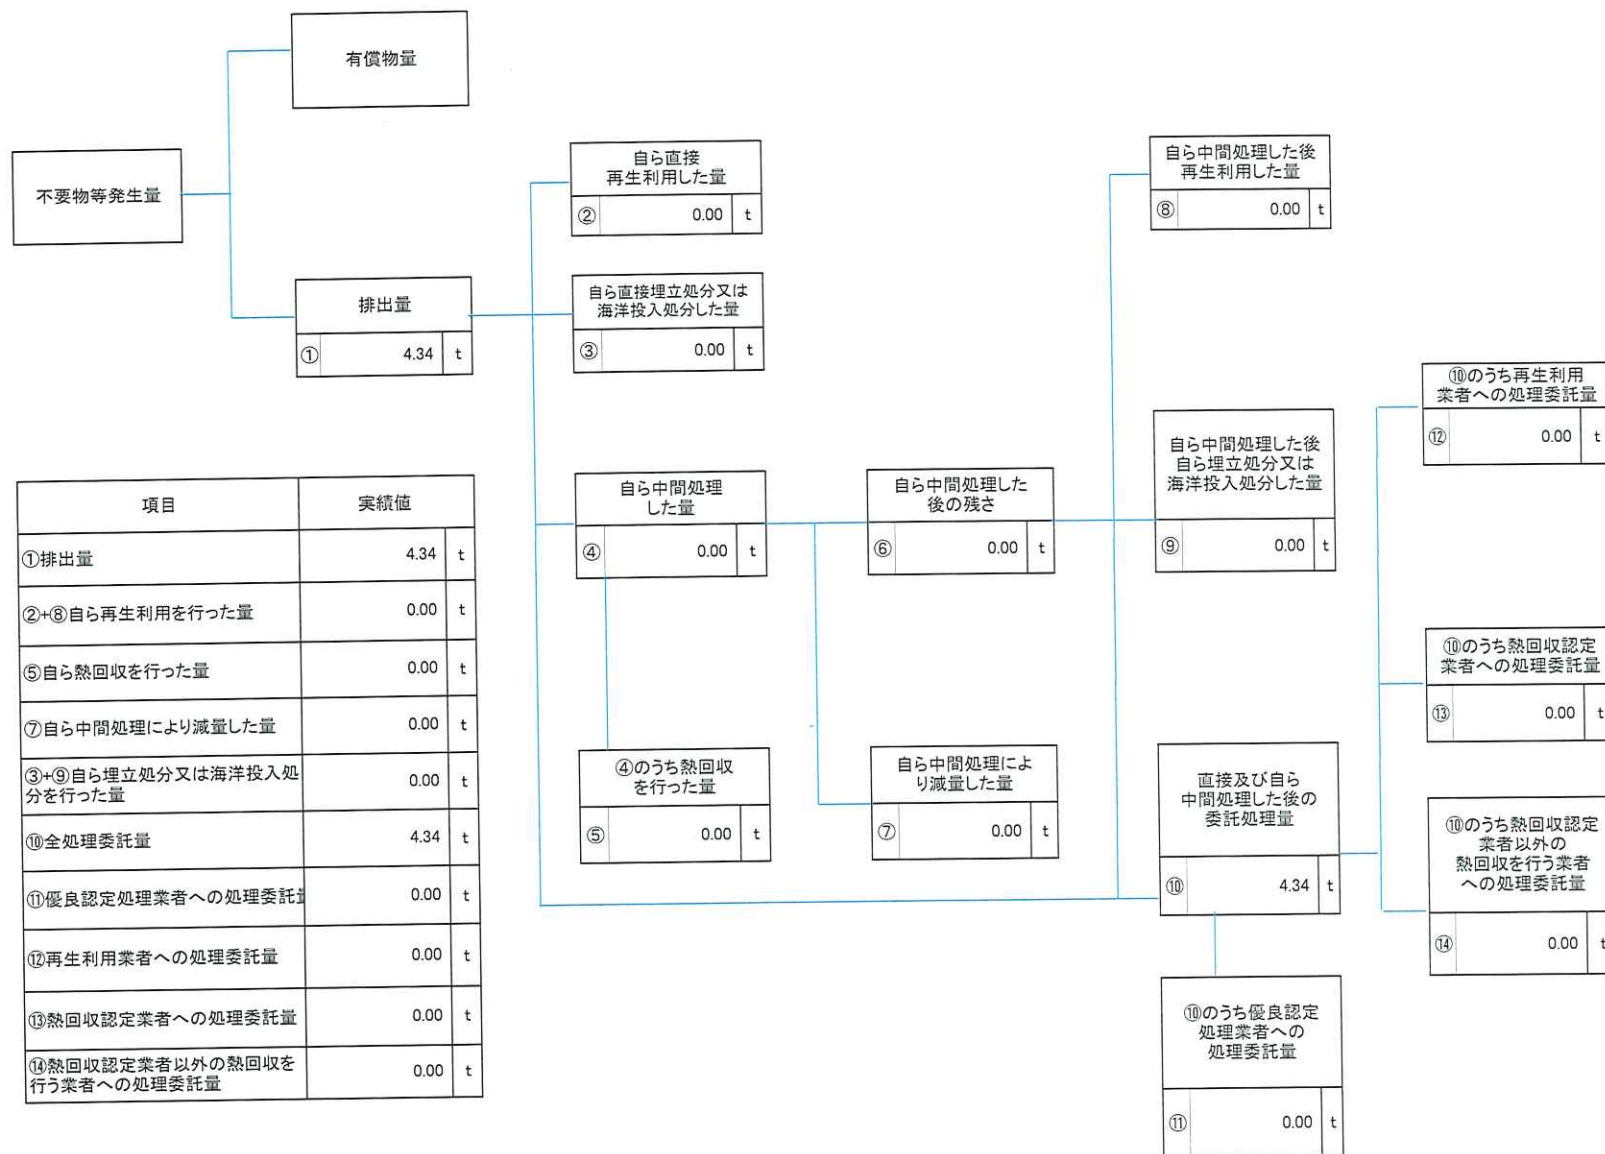 有償物量
不要物等発生量
排出量
① 4.34 t
自ら直接
再生利用した量
② 0.00 t
自ら直接埋立処分又は
海洋投入処分した量
③ 0.00 t
自ら中間処理
した量
④ 0.00 t
④のうち熱回収
を行った量
⑤ 0.00 t
自ら中間処理した
後の残さ
⑥ 0.00 t
自ら中間処理によ
り減量した量
⑦ 0.00 t
自ら中間処理した後
再生利用した量
⑧ 0.00 t
自ら中間処理した後
自ら埋立処分又は
海洋投入処分した量
⑨ 0.00 t
直接及び自ら
中間処理した後の
委託処理量
⑩ 4.34 t
⑩のうち優良認定
処理業者への
処理委託量
⑪ 0.00 t
⑩のうち再生利用
業者への処理委託量
⑫ 0.00 t
⑩のうち熱回収認定
業者への処理委託量
⑬ 0.00 t
⑩のうち熱回収認定
業者以外の
熱回収を行う業者
への処理委託量
⑭ 0.00 t
項目 実績値
①排出量 4.34 t
②+⑧自ら再生利用を行った量 0.00 t
⑤自ら熱回収を行った量 0.00 t
⑦自ら中間処理により減量した量 0.00 t
③+⑨自ら埋立処分又は海洋投入処
分を行った量 0.00 t
⑩全処理委託量 4.34 t
⑪優良認定処理業者への処理委託 0.00 t
⑫再生利用業者への処理委託量 0.00 t
⑬熱回収認定業者への処理委託量 0.00 t
⑭熱回収認定業者以外の熱回収を
行う業者への処理委託量 0.00 t